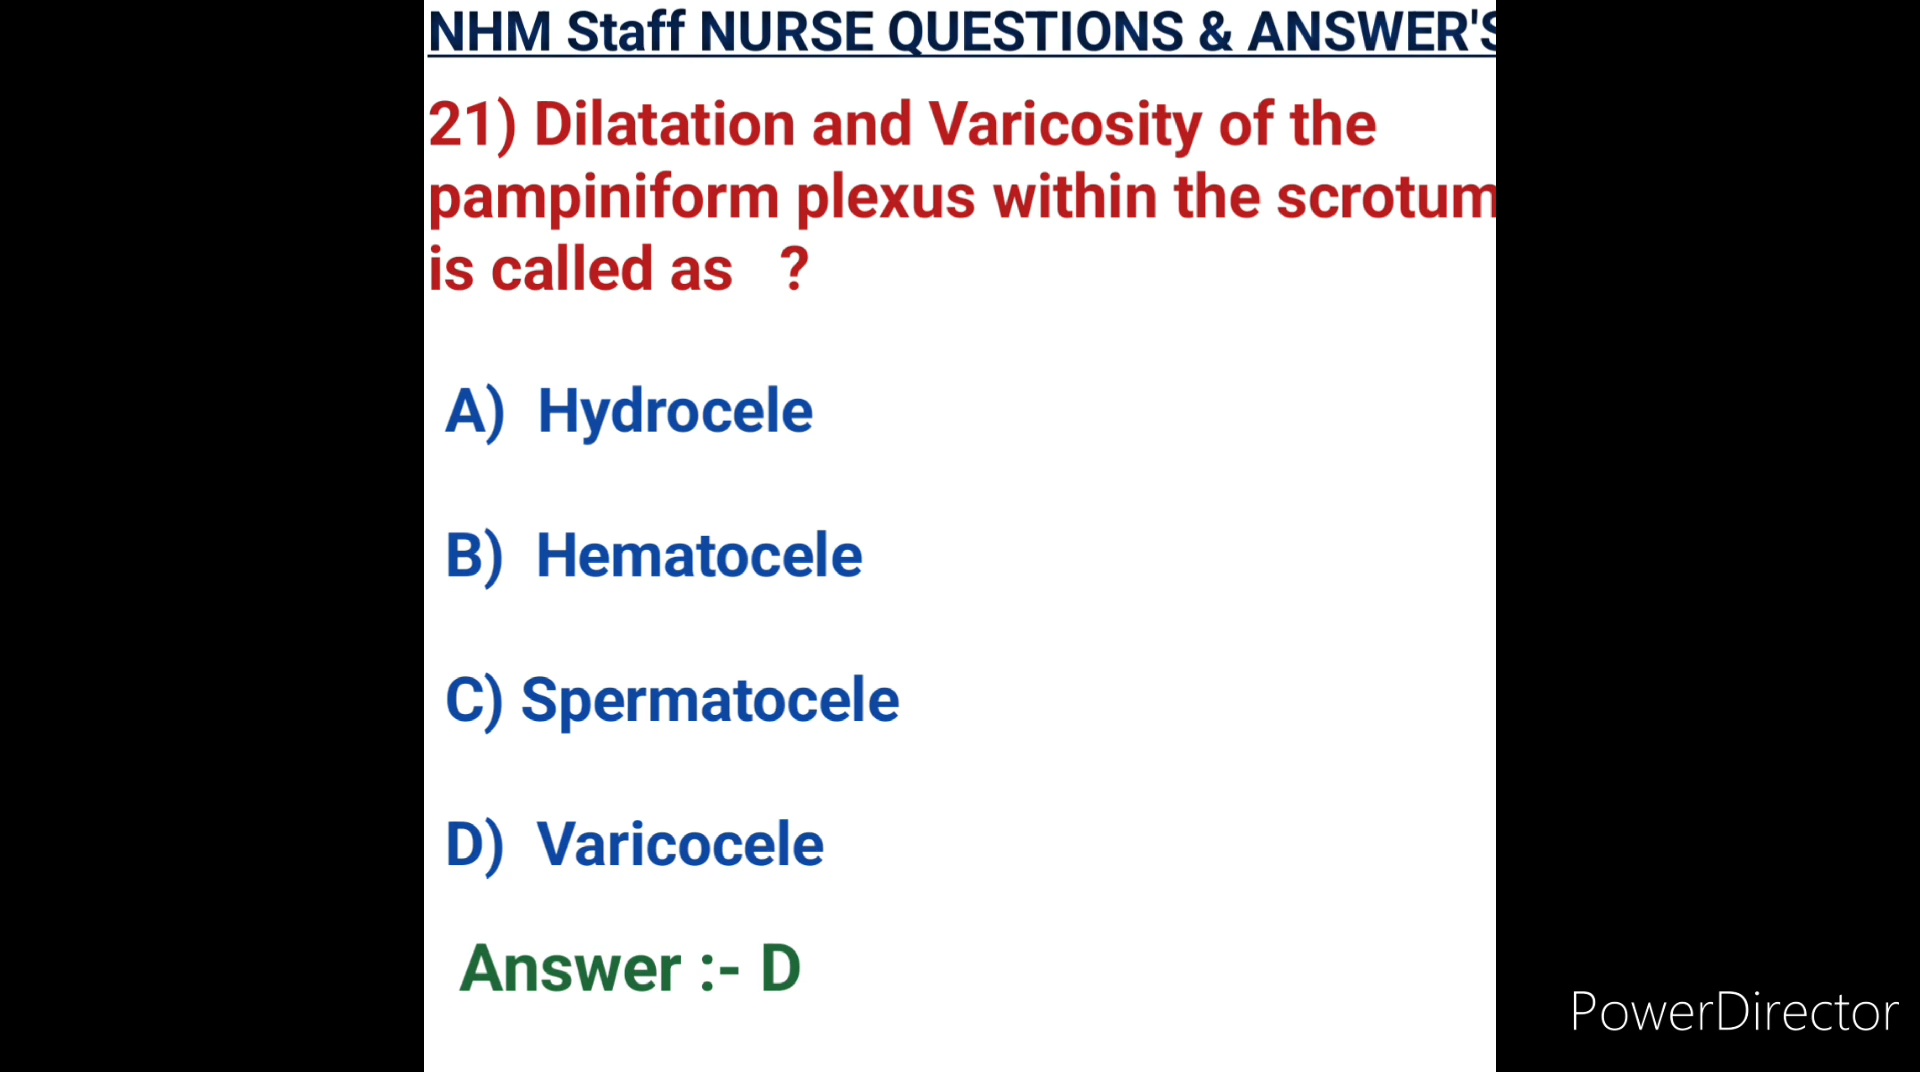 NHM Staff NURSE QUESTIONS & ANSWER'S
21) Dilatation and Varicosity of the
pampiniform plexus within the scrotum
is called as ?
A) Hydrocele
B) Hematocele
C) Spermatocele
D) Varicocele
Answer :- D
PowerDirector